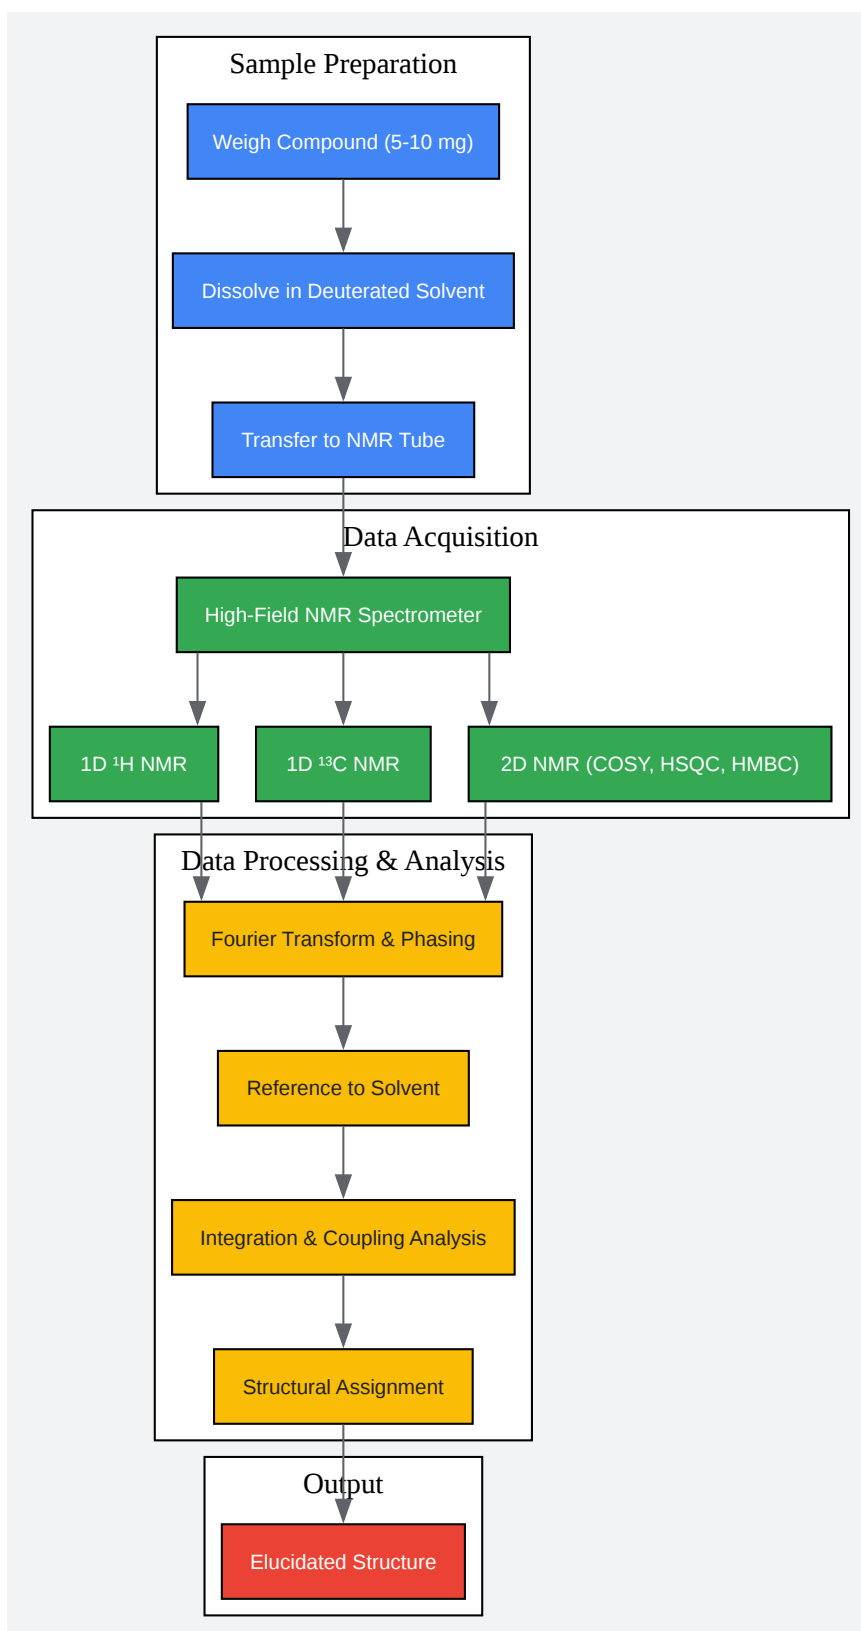 Sample Preparation
Weigh Compound (5-10 mg)
Dissolve in Deuterated Solvent
Transfer to NMR Tube
Data Acquisition
High-Field NMR Spectrometer
1D ¹H NMR
1D ¹³C NMR
2D NMR (COSY, HSQC, HMBC)
Data Processing & Analysis
Fourier Transform & Phasing
Reference to Solvent
Integration & Coupling Analysis
Structural Assignment
Output
Elucidated Structure